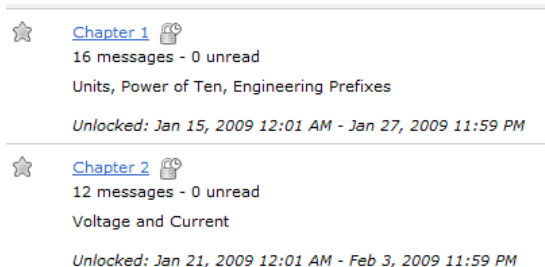 Chapter 1
16 messages - 0 unread
Units, Power of Ten, Engineering Prefixes
Unlocked: Jan 15, 2009 12:01 AM - Jan 27, 2009 11:59 PM
Chapter 2
12 messages - 0 unread
Voltage and Current
Unlocked: Jan 21, 2009 12:01 AM - Feb 3, 2009 11:59 PM